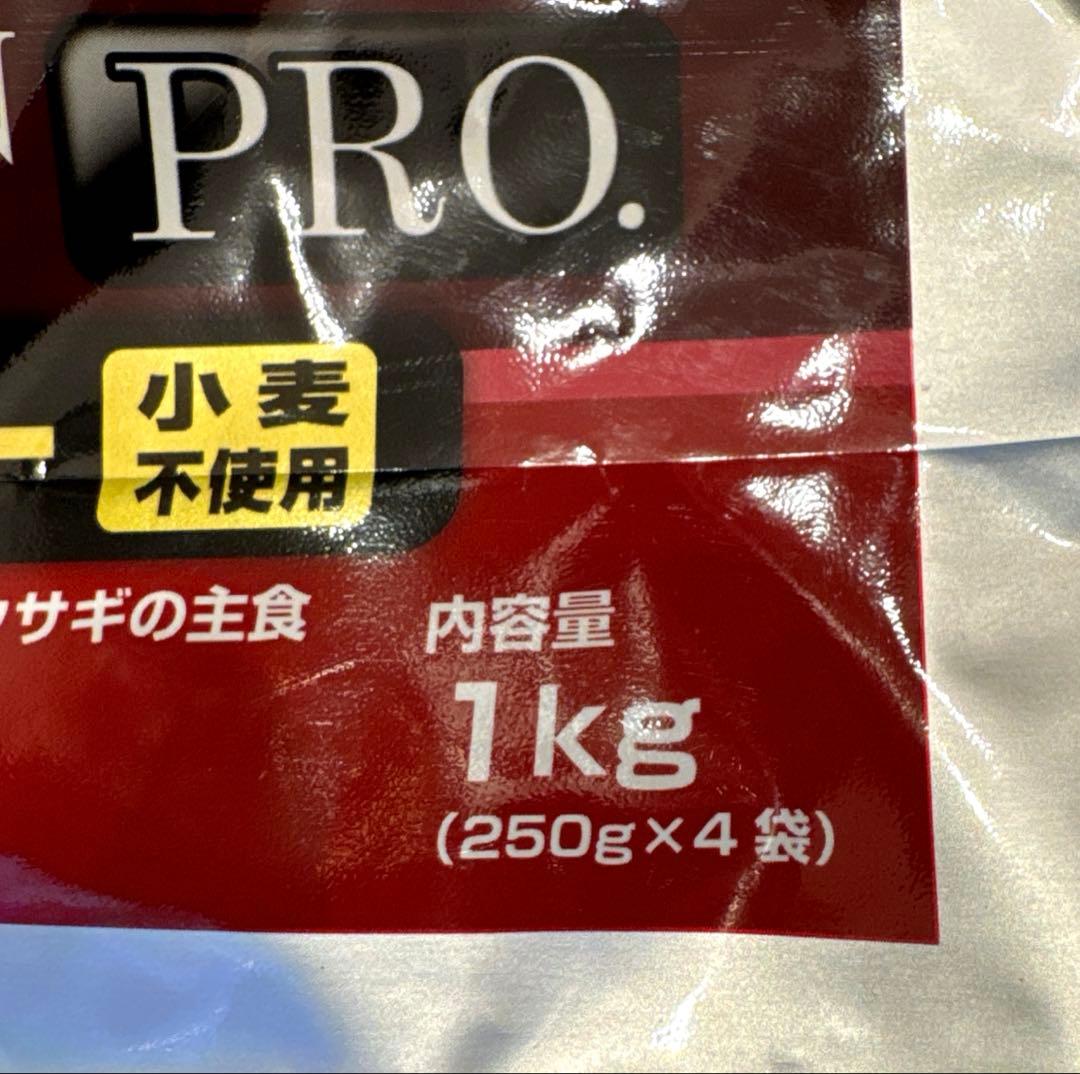 PRO.
小麦
不使用
サギの主食
内容量
1kg
(250g×4袋)